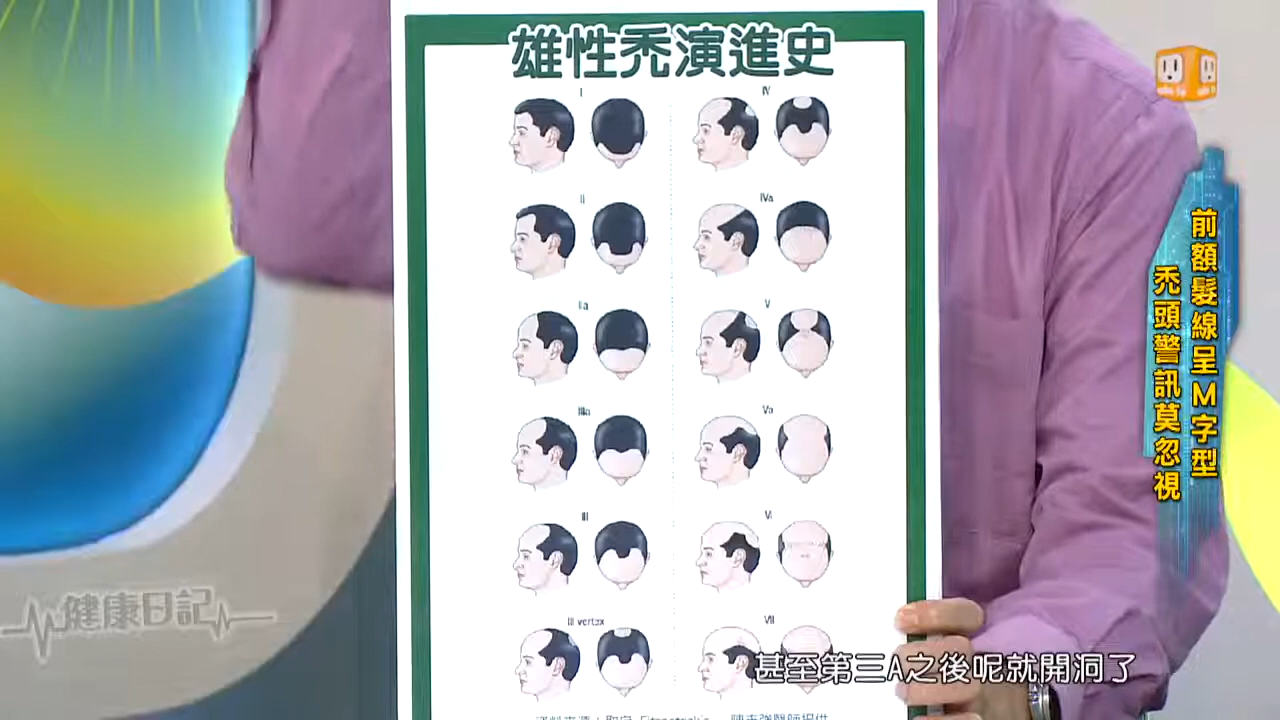 雄性禿演進史
I
IV
II
IVa
IIa
V
IIIa
Va
III
VI
III vertex
VII
前額髮線呈M字型
禿頭警訊莫忽視
健康日記
甚至第三A之後呢就開洞了